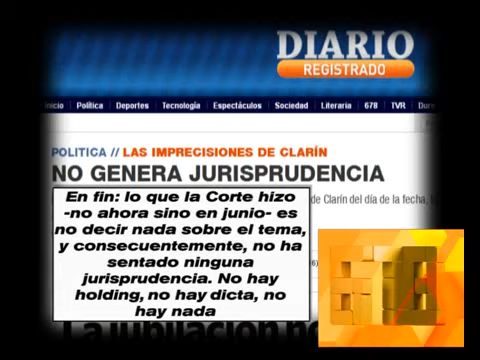 DIARIO
REGISTRADO
Inicio Política Deportes Tecnología Espectáculos Sociedad Literaria 678 TVR
POLITICA // LAS IMPRECISIONES DE CLARÍN
NO GENERA JURISPRUDENCIA
de Clarín del día de la fecha,
En fin: lo que la Corte hizo
-no ahora sino en junio- es
no decir nada sobre el tema,
y consecuentemente, no ha
sentado ninguna
jurisprudencia. No hay
holding, no hay dicta, no
hay nada
La jubilación